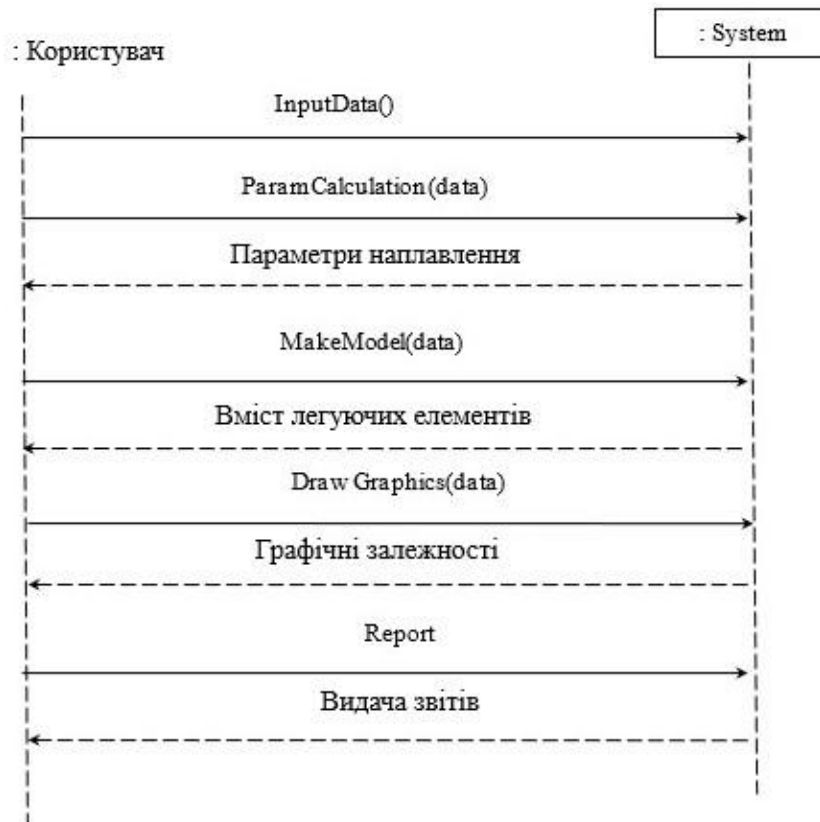 : System
: Користувач
InputData()
ParamCalculation(data)
Параметри наплавлення
MakeModel(data)
Вміст легуючих елементів
Draw Graphics(data)
Графічні залежності
Report
Видача звітів